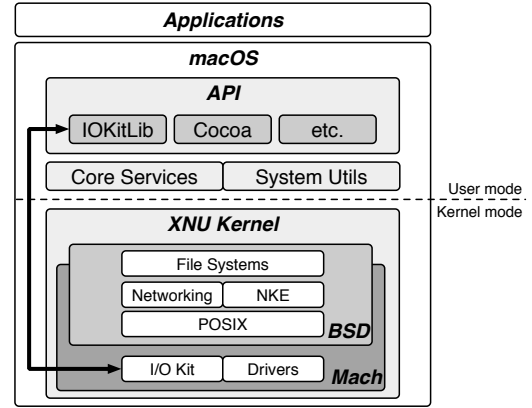 Applications
macOS
API
IOKitLib Cocoa etc.
Core Services System Utils
User mode
Kernel mode
XNU Kernel
File Systems
Networking NKE
POSIX
BSD
I/O Kit Drivers
Mach